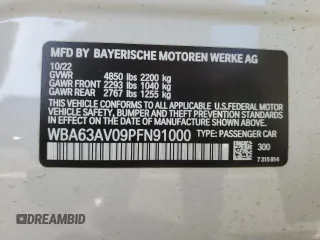 MFD BY BAYERISCHE MOTOREN WERKE AG
10/22
GVWR 4850 lbs 2200 kg
GAWR FRONT 2293 lbs 1040 kg
GAWR REAR 2767 lbs 1255 kg
THIS VEHICLE CONFORMS TO ALL APPLICABLE
FEDERAL MOTOR VEHICLE SAFETY, BUMPER,
AND THEFT PREVENTION STANDARDS IN EFFECT
ON THE DATE OF MANUFACTURE SHOWN ABOVE.
WBA63AV09PFN91000 TYPE: PASSENGER CAR
300
7 315 814
DREAMBID